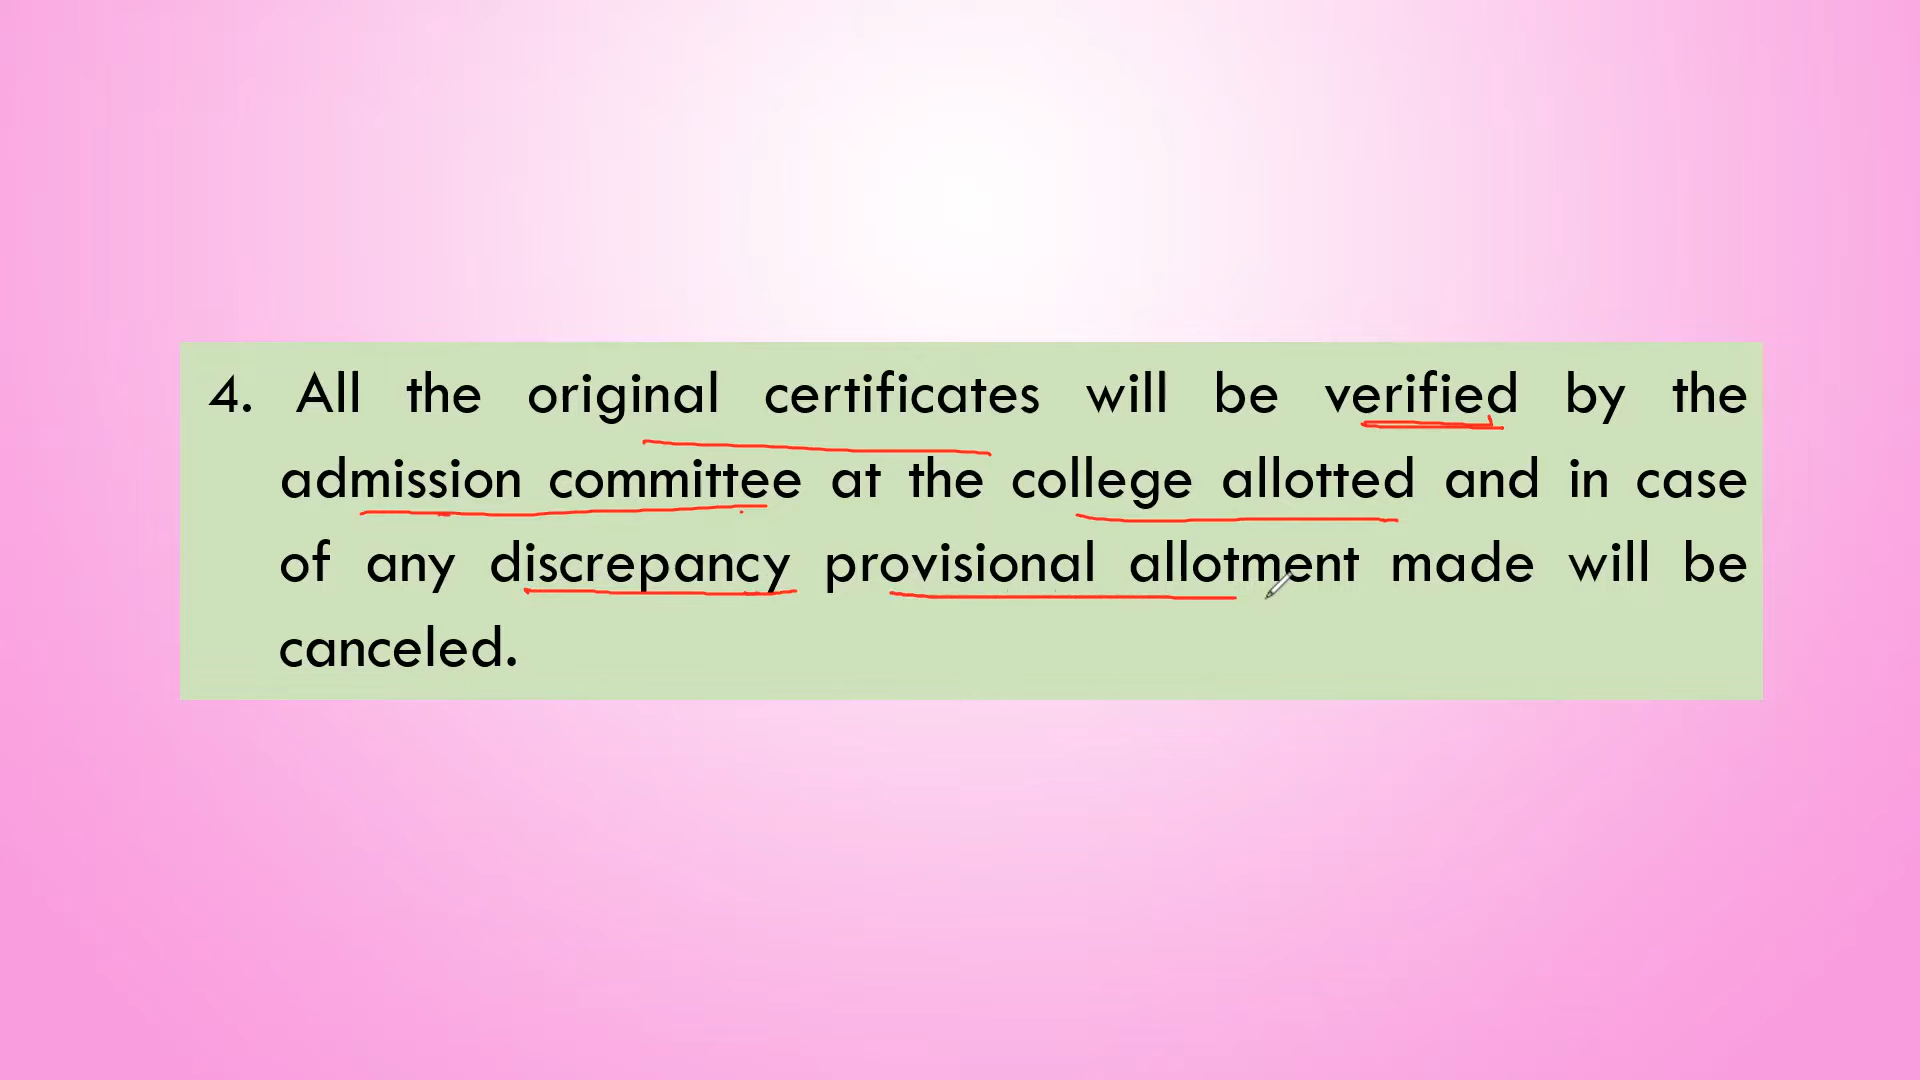 4. All the original certificates will be verified by the
admission committee at the college allotted and in case
of any discrepancy provisional allotment made will be
canceled.